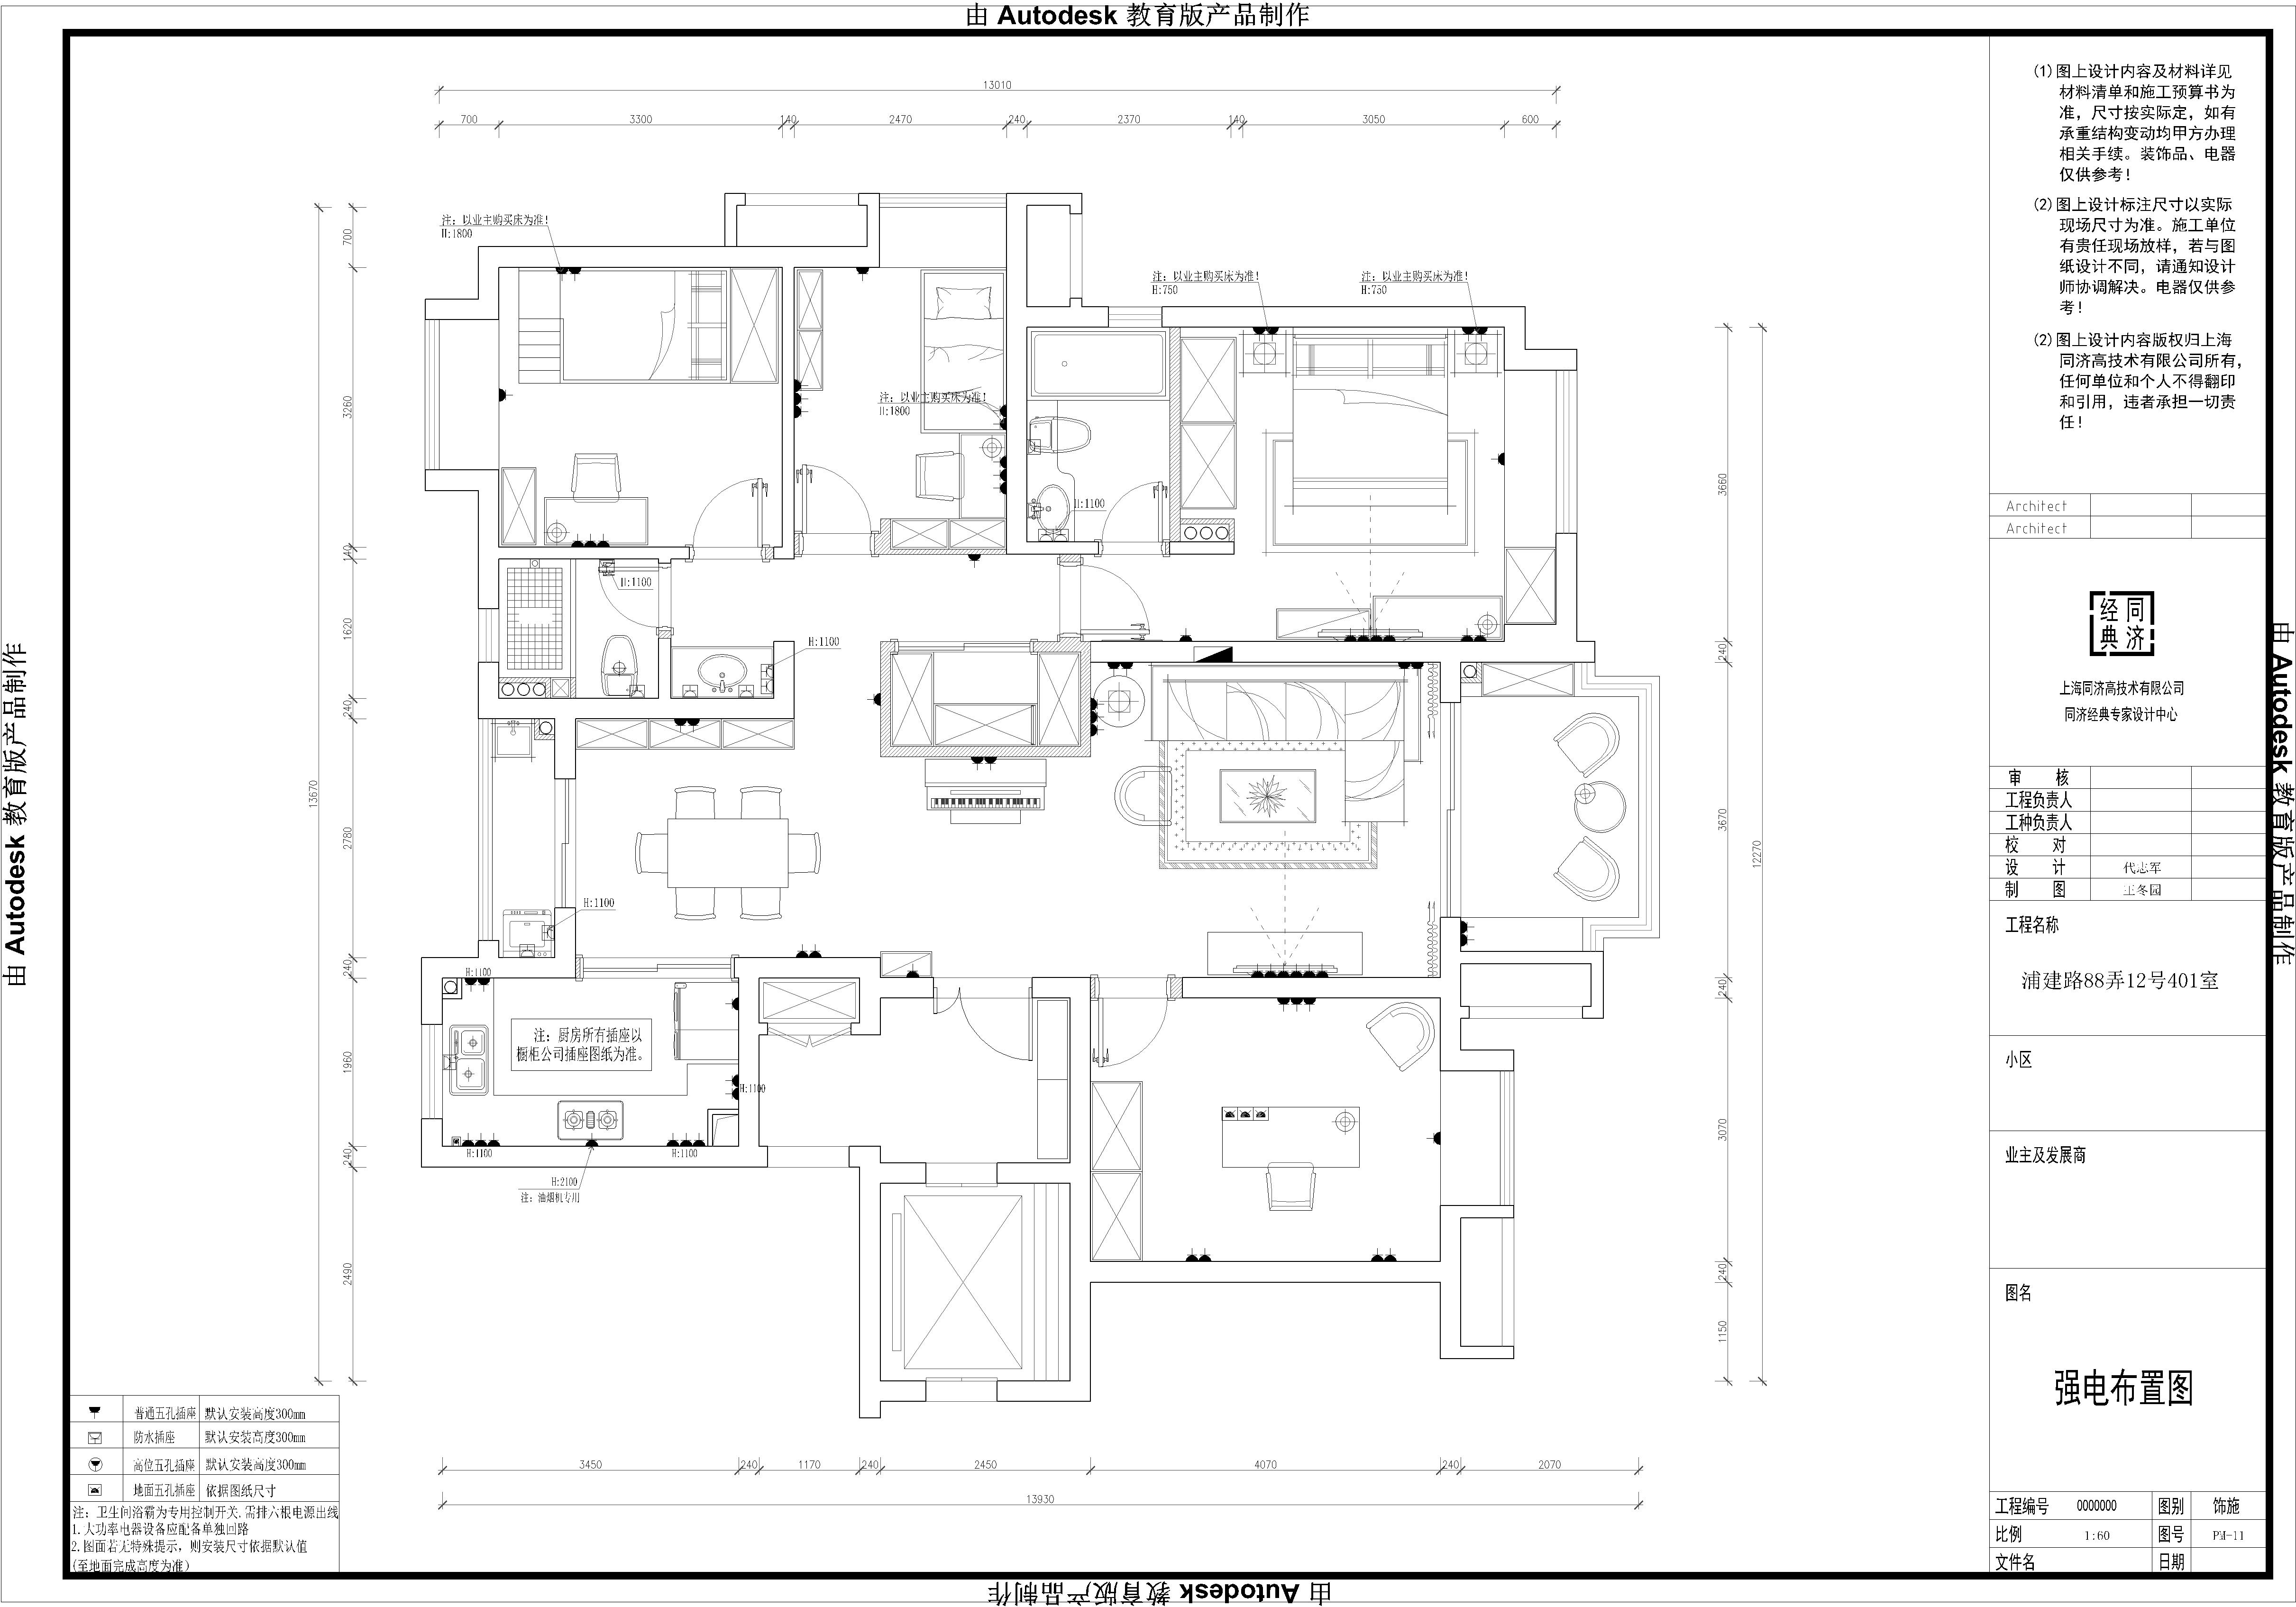 由 Autodesk 教育版产品制作
13010
700
3300
140
2470
240
2370
140
3050
600
注：以业主购买床为准！
H:1800
注：以业主购买床为准！
H:750
注：以业主购买床为准！
H:750
注：以业主购买床为准！
H:1800
H:1100
H:1100
H:1100
H:1100
H:1100
注：厨房所有插座以
橱柜公司插座图纸为准。
H:1100
H:1100
H:1100
H:2100
注：油烟机专用
700
3260
140
1620
240
2780
240
1960
240
2490
13670
3660
240
3670
240
3070
240
1150
12270
3450
240
1170
240
2450
4070
240
2070
13930
普通五孔插座 默认安装高度300mm
防水插座 默认安装高度300mm
高位五孔插座 默认安装高度300mm
地面五孔插座 依据图纸尺寸
注：卫生间浴霸为专用控制开关,需排六根电源出线
1.大功率电器设备应配备单独回路
2.图面若无特殊提示，则安装尺寸依据默认值
(至地面完成高度为准)
(1)图上设计内容及材料详见
材料清单和施工预算书为
准，尺寸按实际定，如有
承重结构变动均甲方办理
相关手续。装饰品、电器
仅供参考！
(2)图上设计标注尺寸以实际
现场尺寸为准。施工单位
有贵任现场放样，若与图
纸设计不同，请通知设计
师协调解决。电器仅供参
考！
(2)图上设计内容版权归上海
同济高技术有限公司所有，
任何单位和个人不得翻印
和引用，违者承担一切责
任！
Architect
Architect
同济经典
上海同济高技术有限公司
同济经典专家设计中心
审 核
工程负责人
工种负责人
校 对
设 计 代志军
制 图 王冬园
工程名称
浦建路88弄12号401室
小区
业主及发展商
图名
强电布置图
工程编号 0000000 图别 饰施
比例 1:60 图号 PM-11
文件名 日期
由 Autodesk 教育版产品制作
由 Autodesk 教育版产品制作
由 Autodesk 教育版产品制作